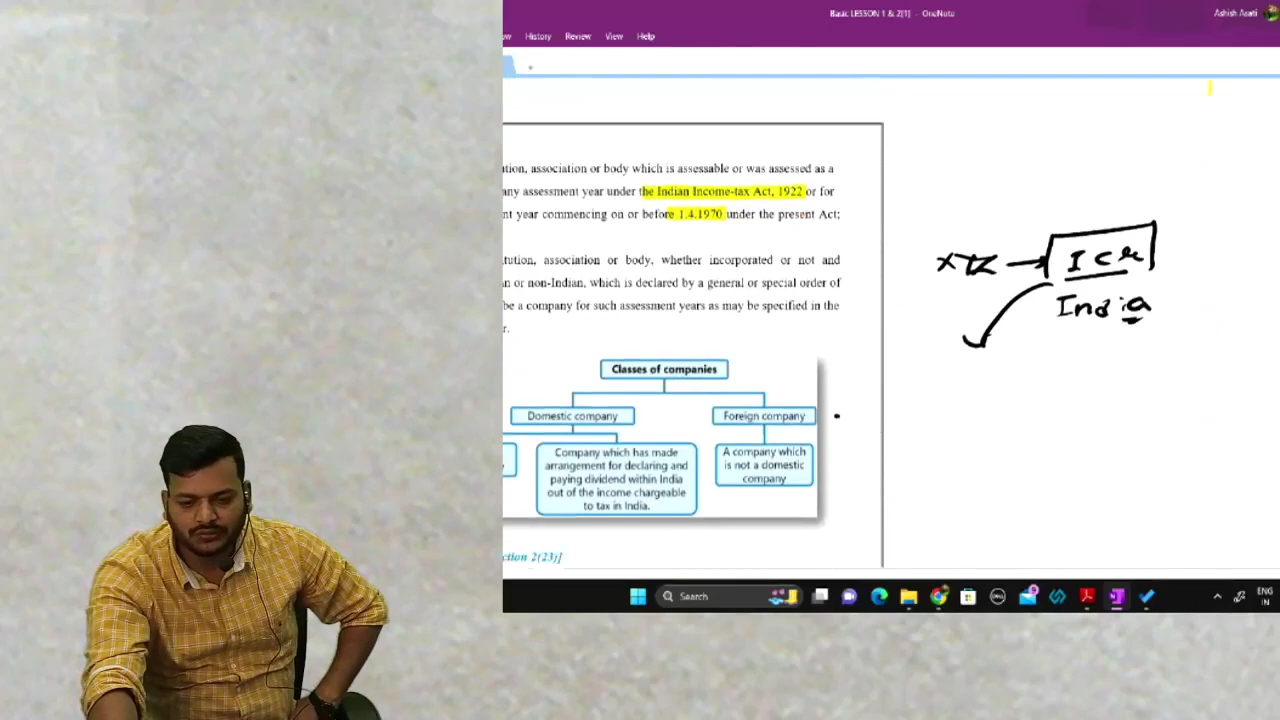 Basic LESSON 1 & 2[1] - OneNote
Ashish Asati
History Review View Help
+
ution, association or body which is assessable or was assessed as a
any assessment year under the Indian Income-tax Act, 1922 or for
nt year commencing on or before 1.4.1970 under the present Act;
titution, association or body, whether incorporated or not and
an or non-Indian, which is declared by a general or special order of
be a company for such assessment years as may be specified in the
r.
India
Classes of companies
Domestic company
Foreign company
Company which has made
arrangement for declaring and
paying dividend within India
out of the income chargeable
to tax in India.
A company which
is not a domestic
company
ction 2(23)]
Search
ENG
IN